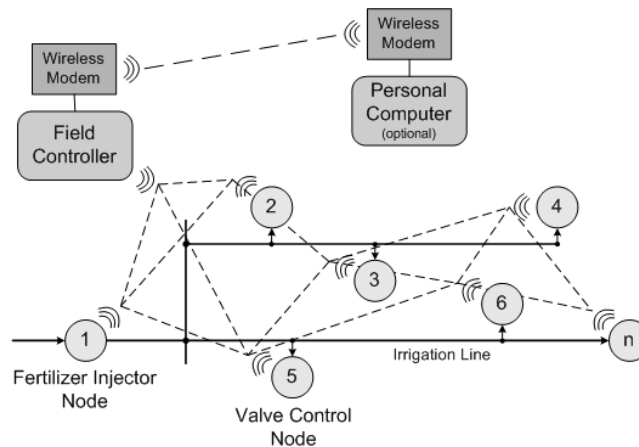 Wireless
Modem
Wireless
Modem
Personal
Computer
(optional)
Field
Controller
2
4
3
6
1
n
Irrigation Line
5
Fertilizer Injector
Node
Valve Control
Node